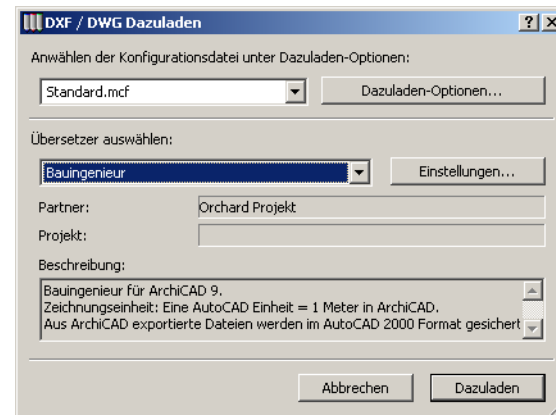 DXF / DWG Dazuladen
Anwählen der Konfigurationsdatei unter Dazuladen-Optionen:
Standard.mcf
Dazuladen-Optionen...
Übersetzer auswählen:
Bauingenieur
Einstellungen...
Partner:
Orchard Projekt
Projekt:
Beschreibung:
Bauingenieur für ArchiCAD 9.
Zeichnungseinheit: Eine AutoCAD Einheit = 1 Meter in ArchiCAD.
Aus ArchiCAD exportierte Dateien werden im AutoCAD 2000 Format gesichert
Abbrechen
Dazuladen